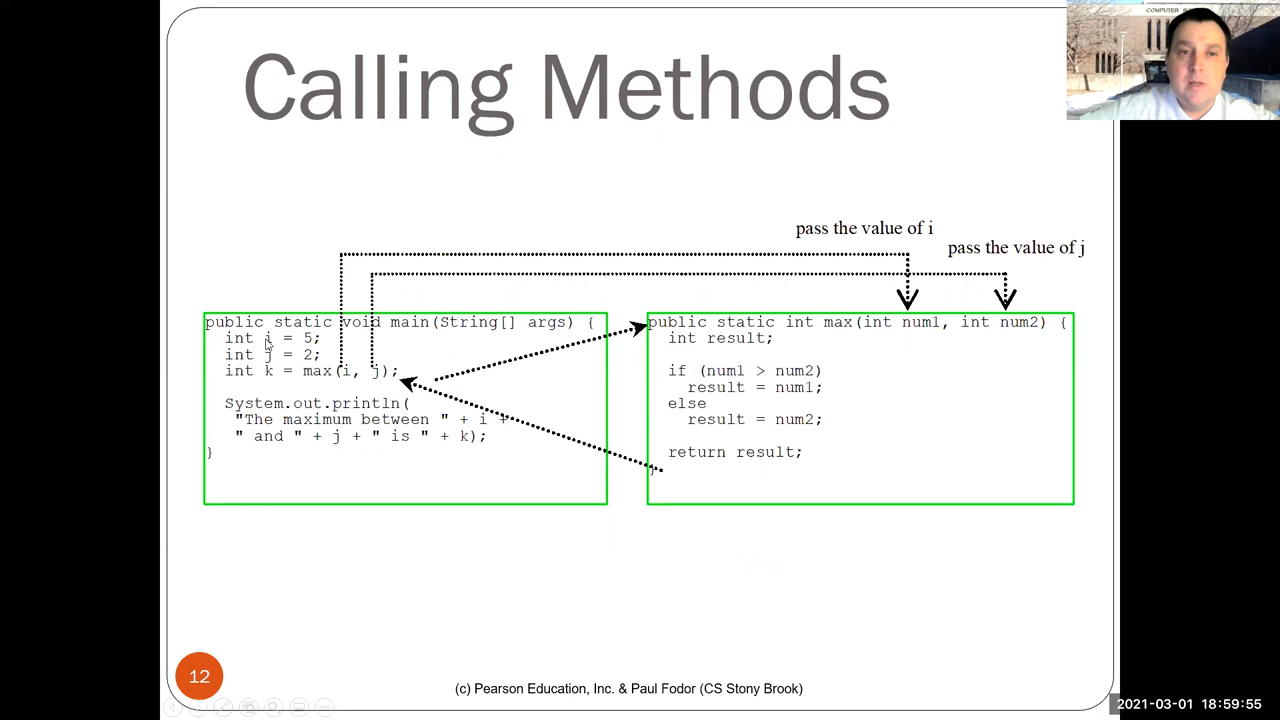 Calling Methods
pass the value of i
pass the value of j
public static void main(String[] args) {
int i = 5;
int j = 2;
int k = max(i, j);
System.out.println(
"The maximum between " + i +
" and " + j + " is " + k);
}
public static int max(int num1, int num2) {
int result;
if (num1 > num2)
result = num1;
else
result = num2;
return result;
}
12
(c) Pearson Education, Inc. & Paul Fodor (CS Stony Brook)
2021-03-01 18:59:55